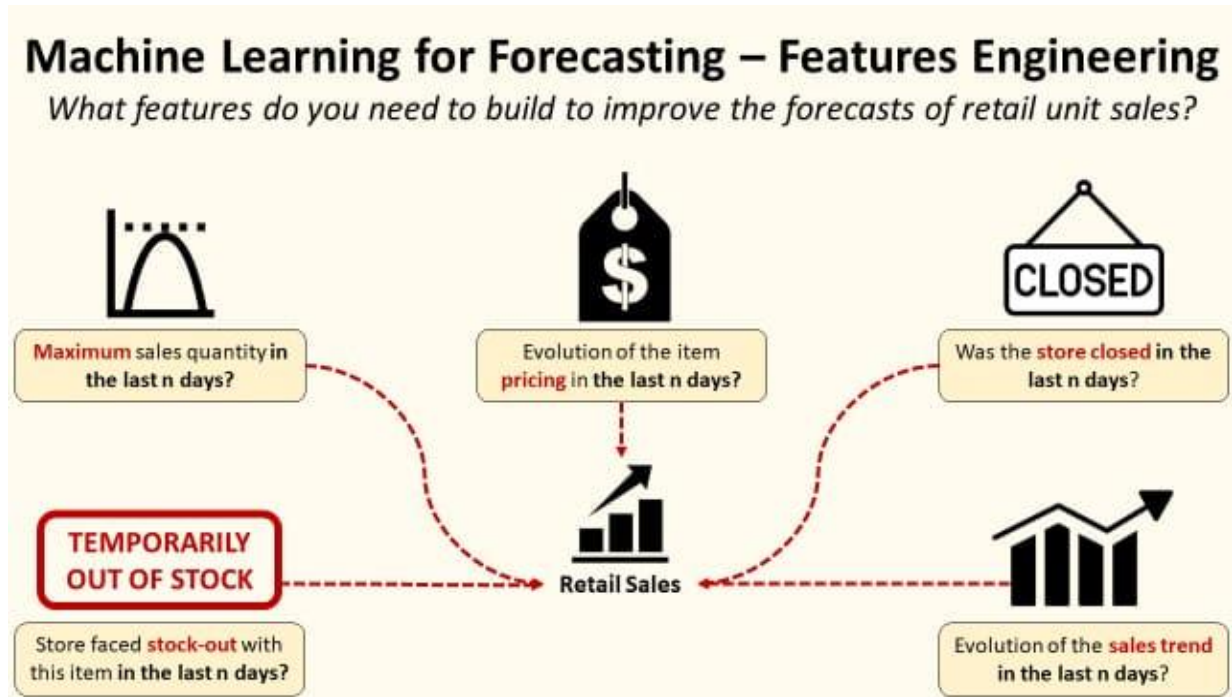 Machine Learning for Forecasting – Features Engineering
What features do you need to build to improve the forecasts of retail unit sales?
$
CLOSED
Maximum sales quantity in
the last n days?
Evolution of the item
pricing in the last n days?
Was the store closed in the
last n days?
TEMPORARILY
OUT OF STOCK
Retail Sales
Store faced stock-out with
this item in the last n days?
Evolution of the sales trend
in the last n days?